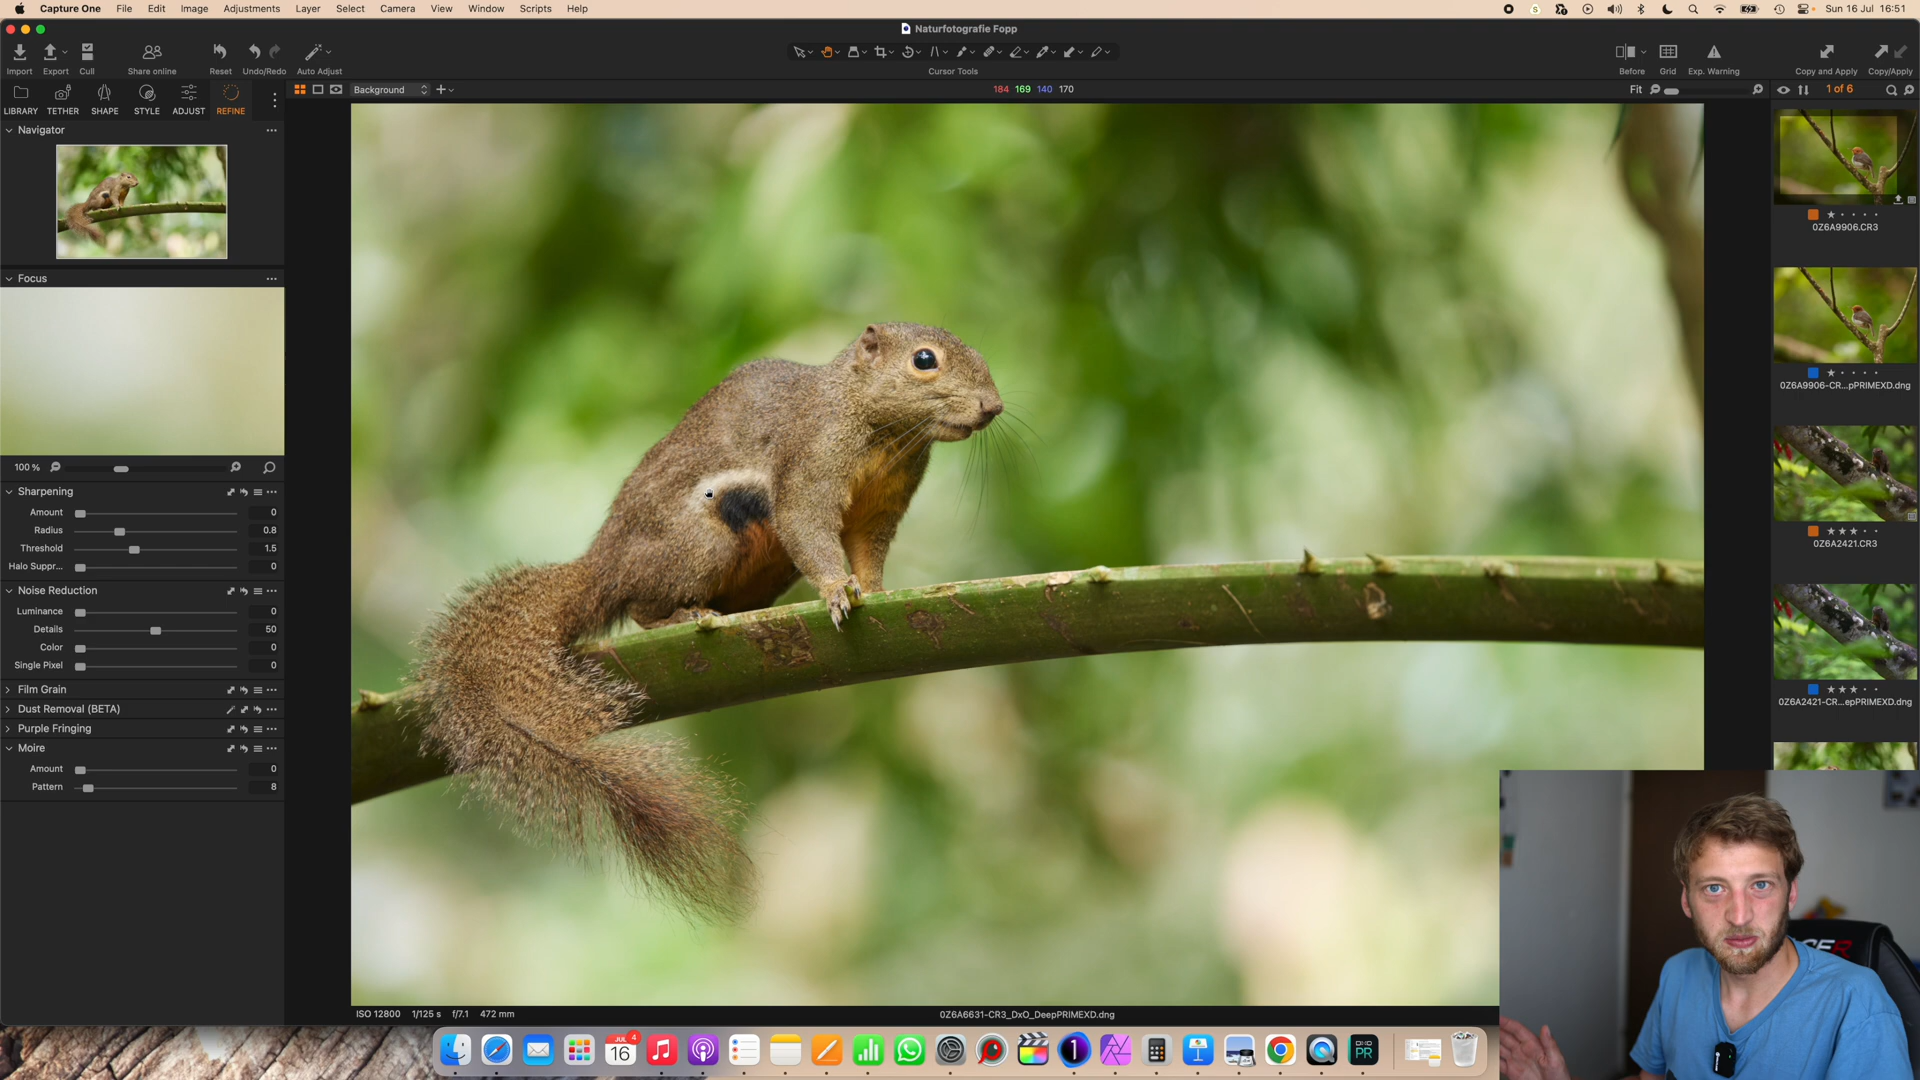 Capture One File Edit Image Adjustments Layer Select Camera View Window Scripts Help
Sun 16 Jul 16:51
Naturfotografie Fopp
Import Export Cull Share online Reset Undo/Redo Auto Adjust
Cursor Tools
Before Grid Exp. Warning Copy and Apply Copy/Apply
LIBRARY TETHER SHAPE STYLE ADJUST REFINE
Background
184 169 140 170
Fit
1 of 6
Navigator
Focus
100 %
Sharpening
Amount 0
Radius 0.8
Threshold 1.5
Halo Suppr... 0
Noise Reduction
Luminance 0
Details 50
Color 0
Single Pixel 0
Film Grain
Dust Removal (BETA)
Purple Fringing
Moire
Amount 0
Pattern 8
0Z6A9906.CR3
0Z6A9906-CR...pPRIMEXD.dng
0Z6A2421.CR3
0Z6A2421-CR...epPRIMEXD.dng
ISO 12800 1/125 s f/7.1 472 mm
0Z6A6631-CR3_DxO_DeepPRIMEXD.dng
JUL 4
16
1
DXO
PR